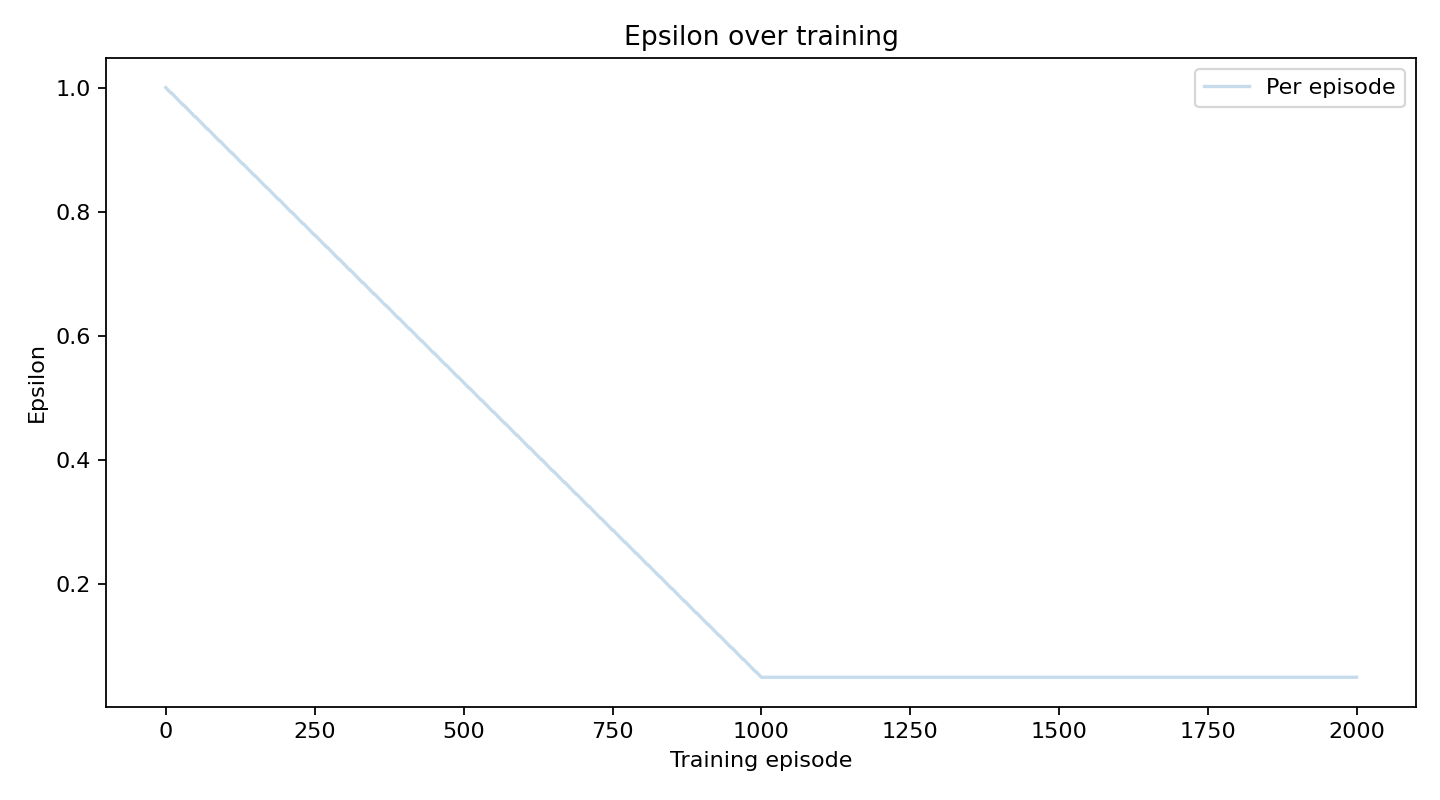 Epsilon over training
Per episode
1.0
0.8
0.6
0.4
0.2
Epsilon
0 250 500 750 1000 1250 1500 1750 2000
Training episode